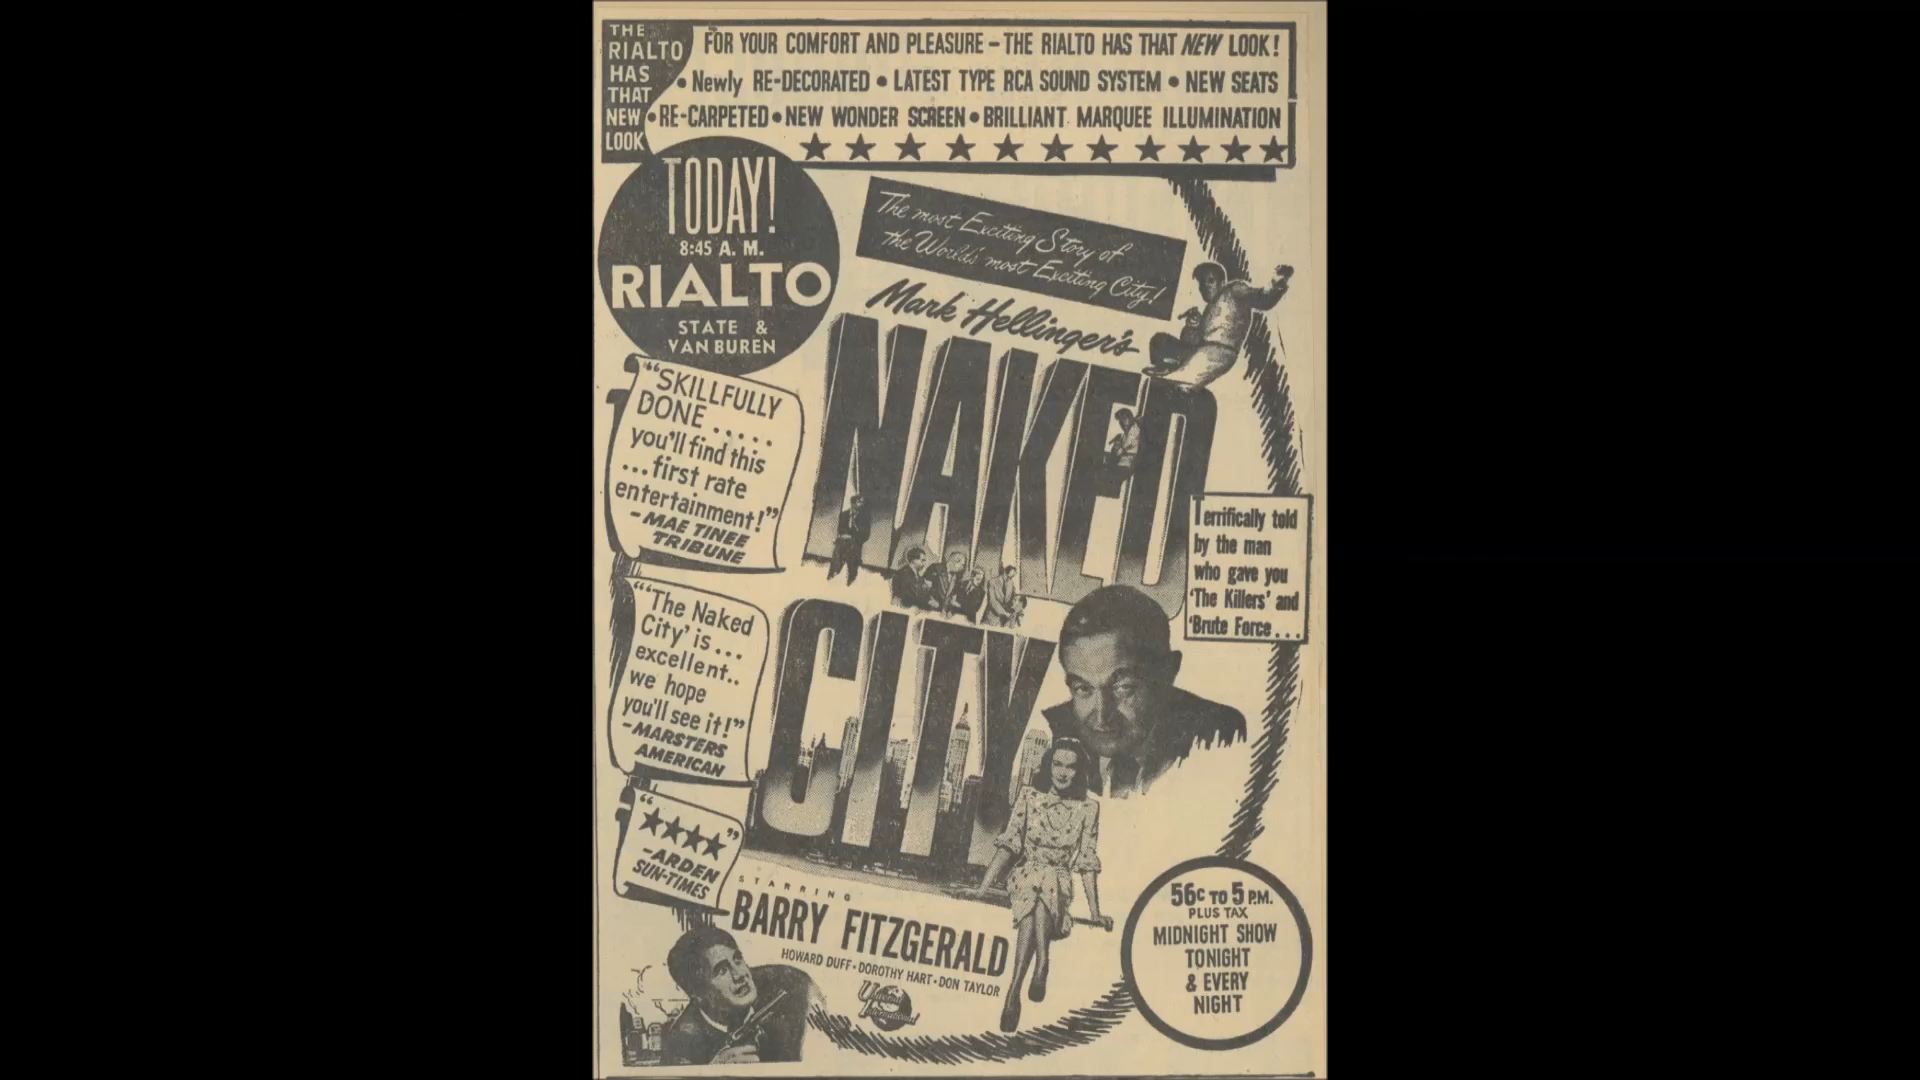 THE
RIALTO
HAS
THAT
NEW
LOOK
FOR YOUR COMFORT AND PLEASURE – THE RIALTO HAS THAT NEW LOOK!
• Newly RE-DECORATED • LATEST TYPE RCA SOUND SYSTEM • NEW SEATS
• RE-CARPETED • NEW WONDER SCREEN • BRILLIANT MARQUEE ILLUMINATION
TODAY!
8:45 A. M.
RIALTO
STATE &
VAN BUREN
The most Exciting Story of
the World's most Exciting City!
Mark Hellinger's
NAKED
CITY
"SKILLFULLY
DONE .....
you'll find this
...first rate
entertainment!"
- MAE TINEE
TRIBUNE
Terrifically told
by the man
who gave you
'The Killers' and
'Brute Force...
"'The Naked
City' is...
excellent..
we hope
you'll see it!"
-MARSTERS
AMERICAN
"★★★★"
-ARDEN
SUN-TIMES
STARRING
BARRY FITZGERALD
HOWARD DUFF • DOROTHY HART • DON TAYLOR
Universal
International
56c TO 5 P.M.
PLUS TAX
MIDNIGHT SHOW
TONIGHT
& EVERY
NIGHT